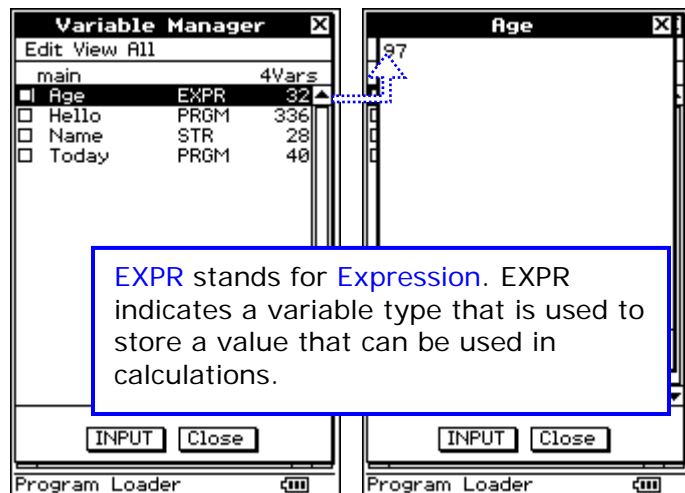 Variable Manager
Edit View All
main 4Vars
Age EXPR 32
Hello PRGM 336
Name STR 28
Today PRGM 40
INPUT Close
Program Loader
Age
97
INPUT Close
Program Loader
EXPR stands for Expression. EXPR
indicates a variable type that is used to
store a value that can be used in
calculations.